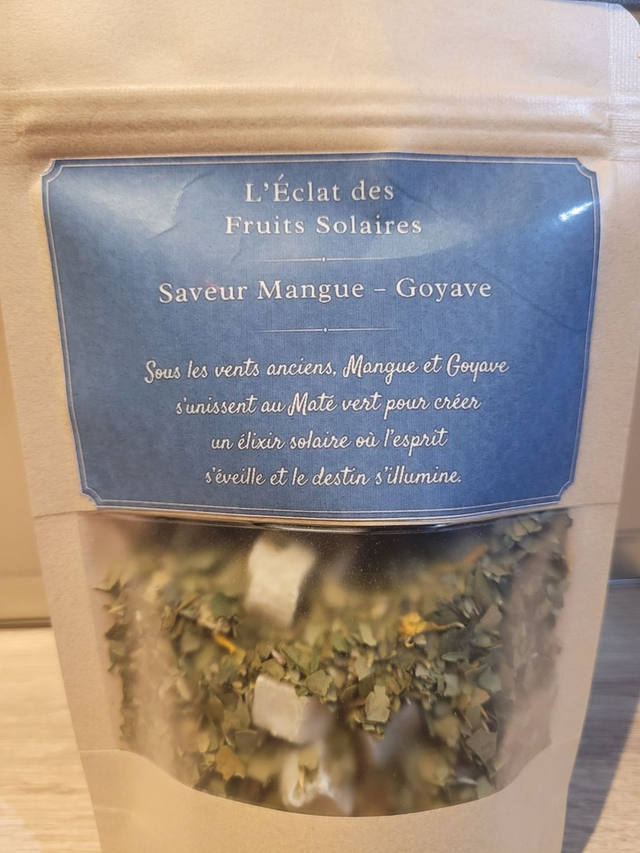 L'Éclat des
Fruits Solaires
Saveur Mangue – Goyave
Sous les vents anciens, Mangue et Goyave
s'unissent au Maté vert pour créer
un élixir solaire où l'esprit
s'éveille et le destin s'illumine.